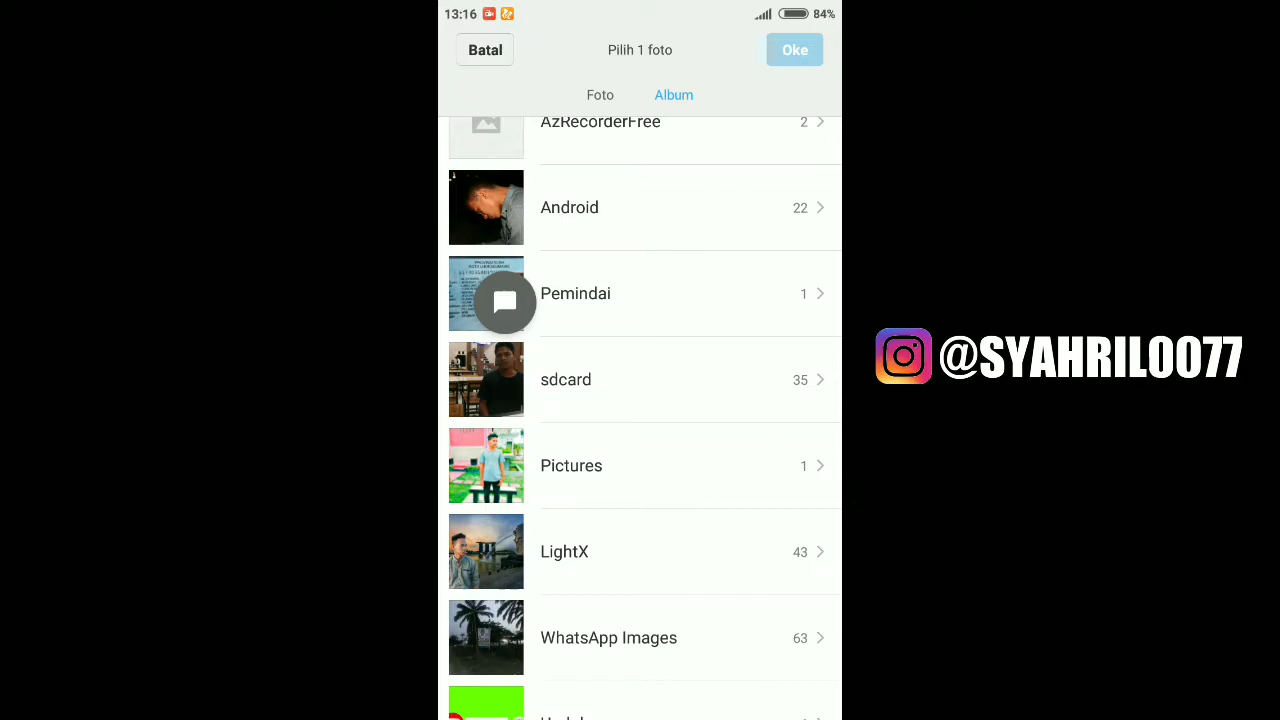 13:16 84%
Batal Pilih 1 foto Oke
Foto Album
AzRecorderFree 2
Android 22
Pemindai 1
sdcard 35
@SYAHRIL0077
Pictures 1
LightX 43
WhatsApp Images 63